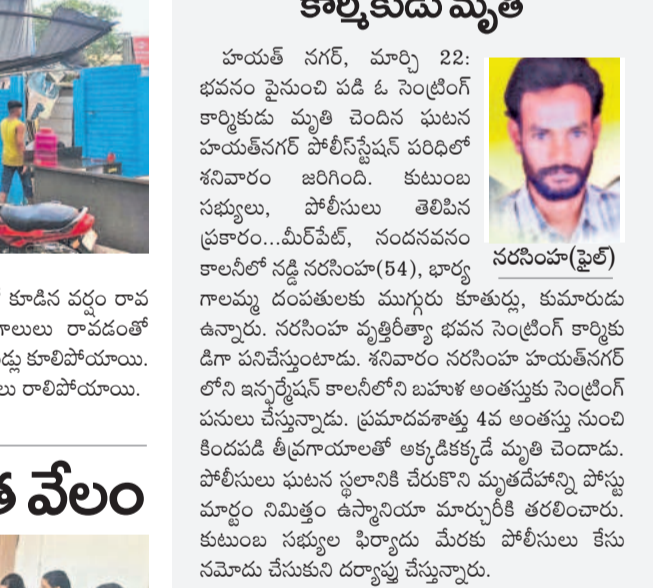 కార్మికుడు మృతి
హయత్ నగర్, మార్చి 22:
భవనం పైనుంచి పడి ఓ సెంట్రింగ్
కార్మికుడు మృతి చెందిన ఘటన
హయత్‌నగర్ పోలీస్‌స్టేషన్ పరిధిలో
శనివారం జరిగింది. కుటుంబ
సభ్యులు, పోలీసులు తెలిపిన
ప్రకారం...మీర్‌పేట్, నందనవనం
కాలనీలో నడ్డి నరసింహ(54), భార్య
గాలమ్మ దంపతులకు ముగ్గురు కూతుర్లు, కుమారుడు
ఉన్నారు. నరసింహ వృత్తిరీత్యా భవన సెంట్రింగ్ కార్మికు
డిగా పనిచేస్తుంటాడు. శనివారం నరసింహ హయత్‌నగర్
లోని ఇన్ఫర్మేషన్ కాలనీలోని బహుళ అంతస్తుకు సెంట్రింగ్
పనులు చేస్తున్నాడు. ప్రమాదవశాత్తు 4వ అంతస్తు నుంచి
కిందపడి తీవ్రగాయాలతో అక్కడికక్కడే మృతి చెందాడు.
పోలీసులు ఘటన స్థలానికి చేరుకొని మృతదేహాన్ని పోస్టు
మార్టం నిమిత్తం ఉస్మానియా మార్చురీకి తరలించారు.
కుటుంబ సభ్యుల ఫిర్యాదు మేరకు పోలీసులు కేసు
నమోదు చేసుకుని దర్యాప్తు చేస్తున్నారు.
నరసింహ(ఫైల్)
కూడిన వర్షం రావ
గాలులు రావడంతో
కూలిపోయాయి.
రాలిపోయాయి.
వేలం